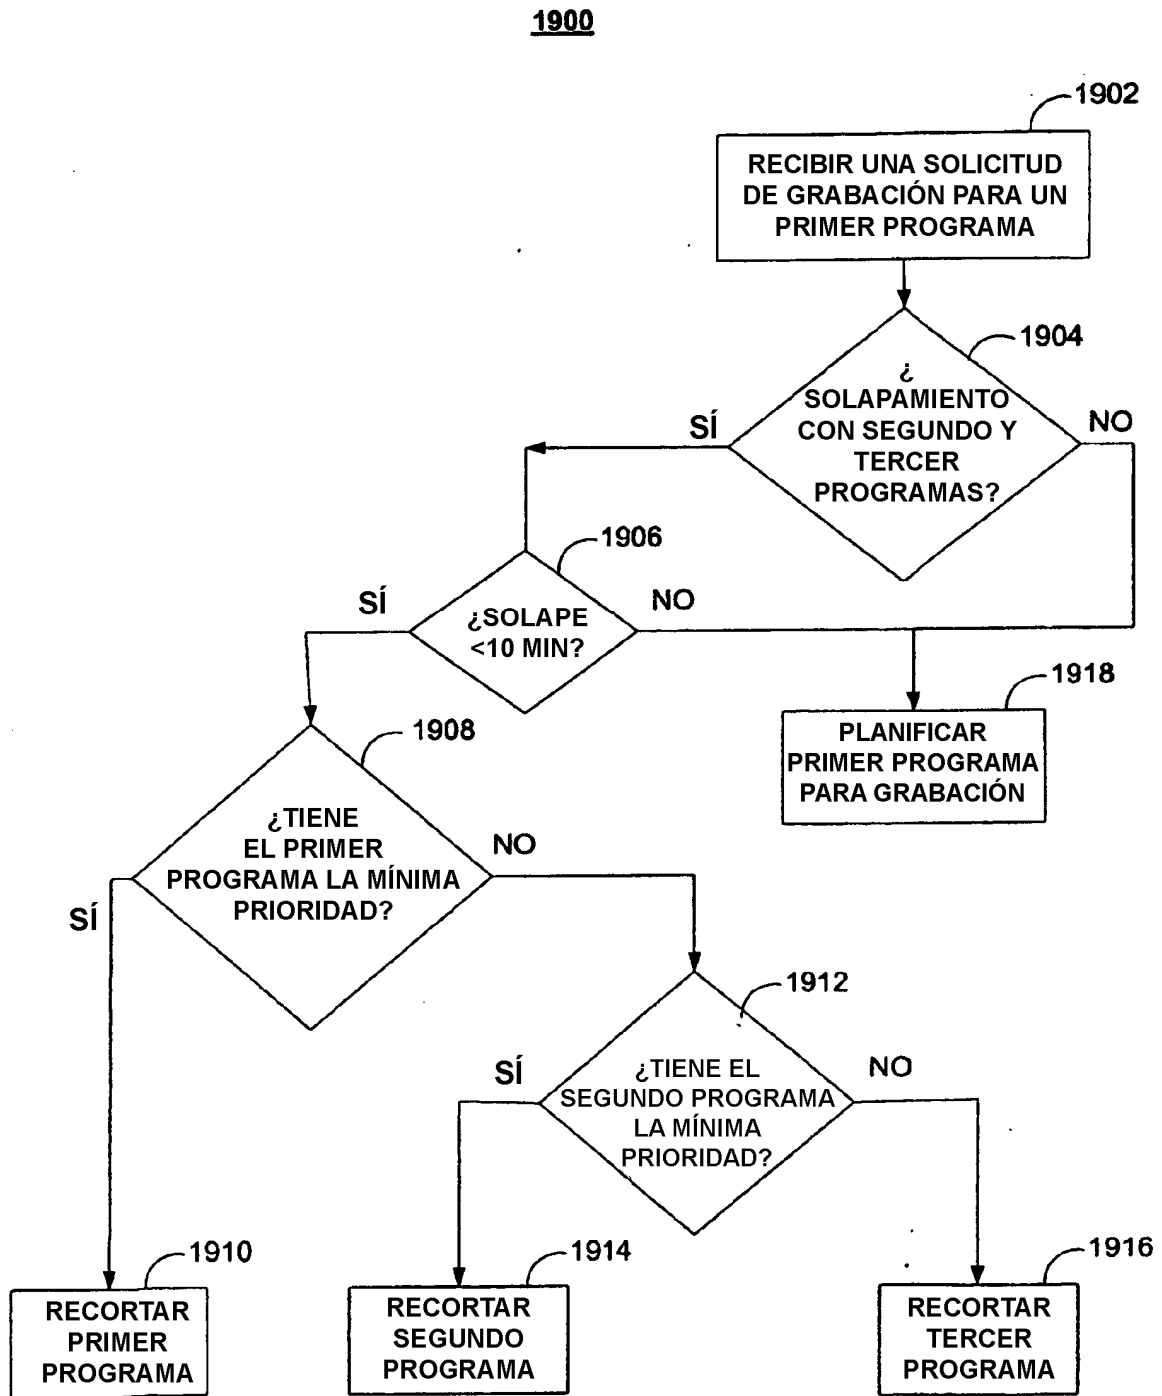 1900
1902
RECIBIR UNA SOLICITUD
DE GRABACIÓN PARA UN
PRIMER PROGRAMA
1904
¿
SOLAPAMIENTO
CON SEGUNDO Y
TERCER
PROGRAMAS?
SÍ
NO
1906
¿SOLAPE
<10 MIN?
SÍ
NO
1918
PLANIFICAR
PRIMER PROGRAMA
PARA GRABACIÓN
1908
¿TIENE
EL PRIMER
PROGRAMA LA MÍNIMA
PRIORIDAD?
SÍ
NO
1912
¿TIENE EL
SEGUNDO PROGRAMA
LA MÍNIMA
PRIORIDAD?
SÍ
NO
1910
RECORTAR
PRIMER
PROGRAMA
1914
RECORTAR
SEGUNDO
PROGRAMA
1916
RECORTAR
TERCER
PROGRAMA